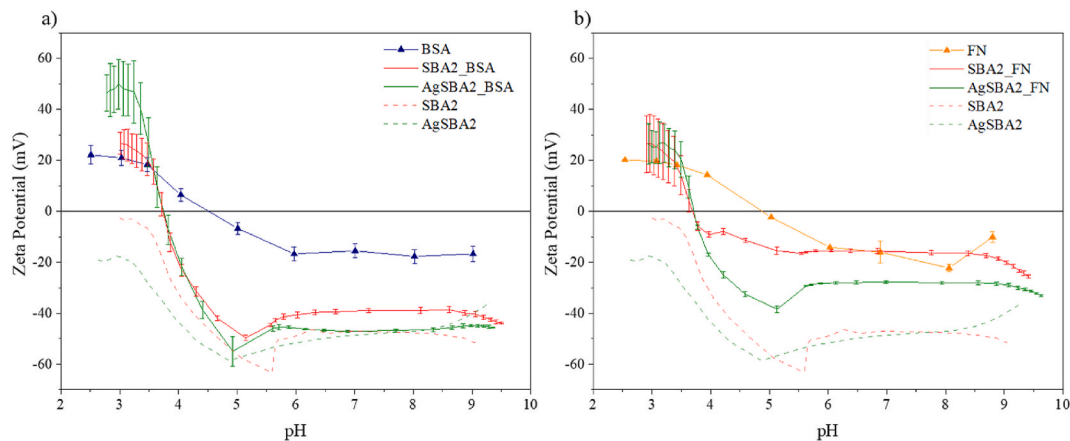 a)
BSA
SBA2_BSA
AgSBA2_BSA
SBA2
AgSBA2
60
40
20
0
-20
-40
-60
Zeta Potential (mV)
2 3 4 5 6 7 8 9 10
pH
b)
FN
SBA2_FN
AgSBA2_FN
SBA2
AgSBA2
60
40
20
0
-20
-40
-60
Zeta Potential (mV)
2 3 4 5 6 7 8 9 10
pH